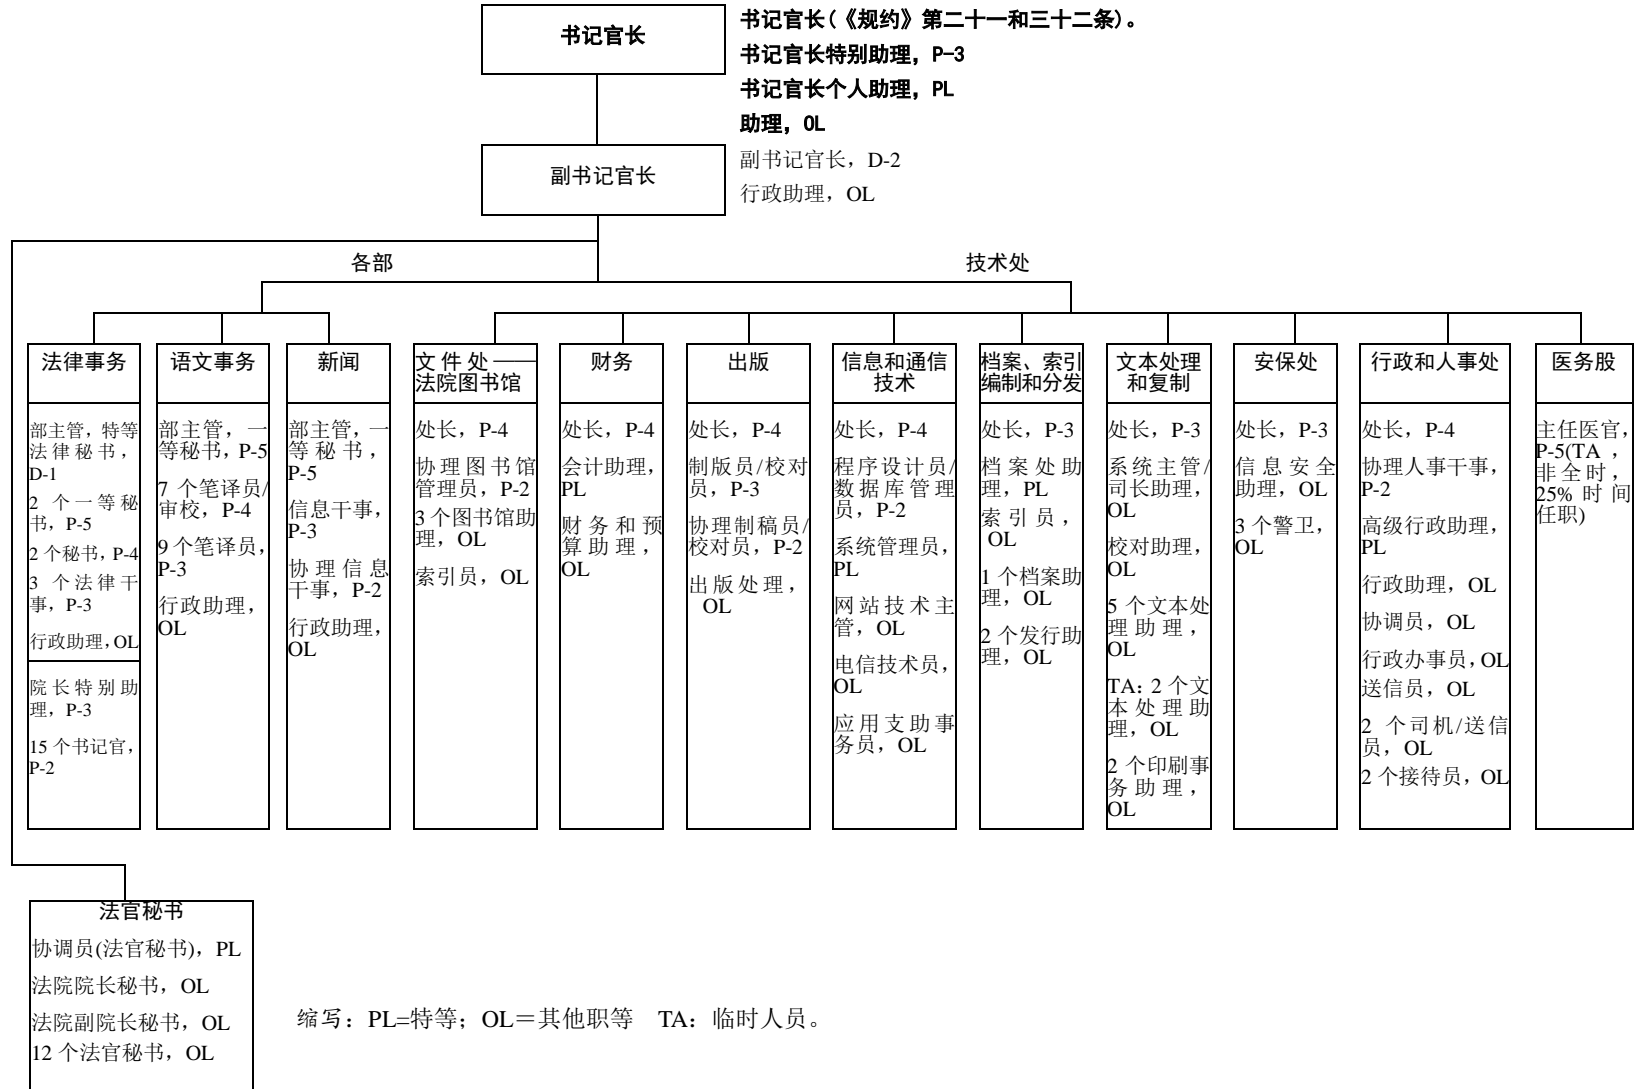 书记官长
书记官长(《规约》第二十一和三十二条)。
书记官长特别助理，P-3
书记官长个人助理，PL
助理，OL
副书记官长
副书记官长，D-2
行政助理，OL
各部
技术处
法律事务
部主管，特等
法律秘书，
D-1
2 个一等秘
书，P-5
2 个秘书，P-4
3 个法律干
事，P-3
行政助理，OL
院长特别助
理，P-3
15 个书记官，
P-2
语文事务
部主管，一
等秘书，P-5
7 个笔译员/
审校，P-4
9 个笔译员，
P-3
行政助理，
OL
新闻
部主管，一
等秘书，
P-5
信息干事，
P-3
协理信息
干事，P-2
行政助理，
OL
文件处——
法院图书馆
处长，P-4
协理图书馆
管理员，P-2
3 个图书馆助
理，OL
索引员，OL
财务
处长，P-4
会计助理，
PL
财务和预
算助理，
OL
出版
处长，P-4
制版员/校对
员，P-3
协理制稿员/
校对员，P-2
出版处理，
OL
信息和通信
技术
处长，P-4
程序设计员/
数据库管理
员，P-2
系统管理员，
PL
网站技术主
管，OL
电信技术员，
OL
应用支助事
务员，OL
档案、索引
编制和分发
处长，P-3
档案处助
理，PL
索引员，
OL
1 个档案助
理，OL
2 个发行助
理，OL
文本处理
和复制
处长，P-3
系统主管/
司长助理，
OL
校对助理，
OL
5 个文本处
理助理，
OL
TA: 2 个文
本处理助
理，OL
2 个印刷事
务助理，
OL
安保处
处长，P-3
信息安全
助理，OL
3 个警卫，
OL
行政和人事处
处长，P-4
协理人事干事，
P-2
高级行政助理，
PL
行政助理，OL
协调员，OL
行政办事员，OL
送信员，OL
2 个司机/送信
员，OL
2 个接待员，OL
医务股
主任医官，
P-5(TA，
非全时，
25% 时间
任职)
法官秘书
协调员(法官秘书)，PL
法院院长秘书，OL
法院副院长秘书，OL
12 个法官秘书，OL
缩写：PL=特等；OL＝其他职等 TA：临时人员。